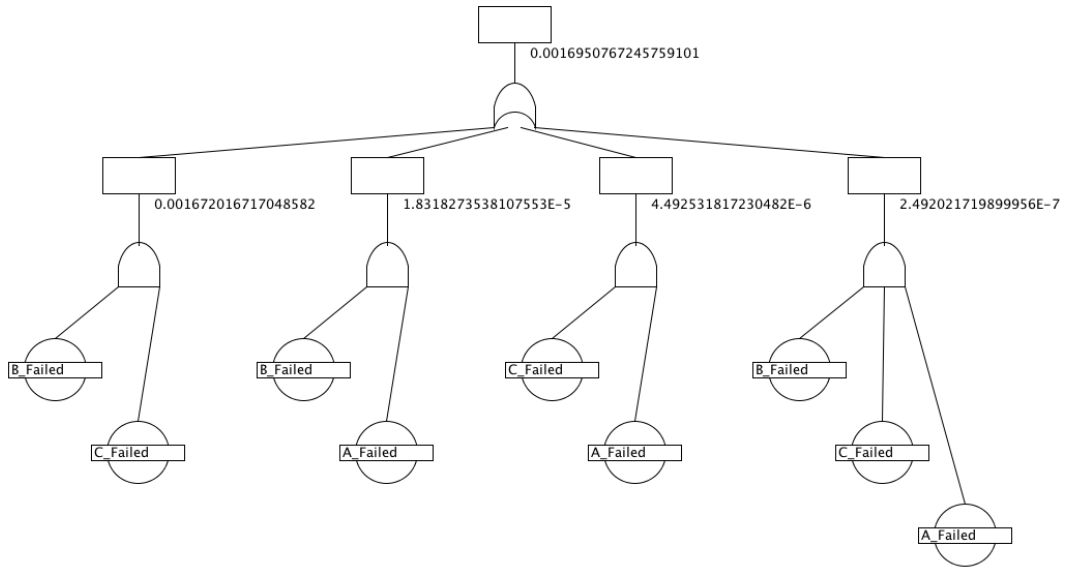 0.0016950767245759101
0.001672016717048582
1.8318273538107553E-5
4.492531817230482E-6
2.492021719899956E-7
B_Failed
B_Failed
C_Failed
B_Failed
C_Failed
A_Failed
A_Failed
C_Failed
A_Failed